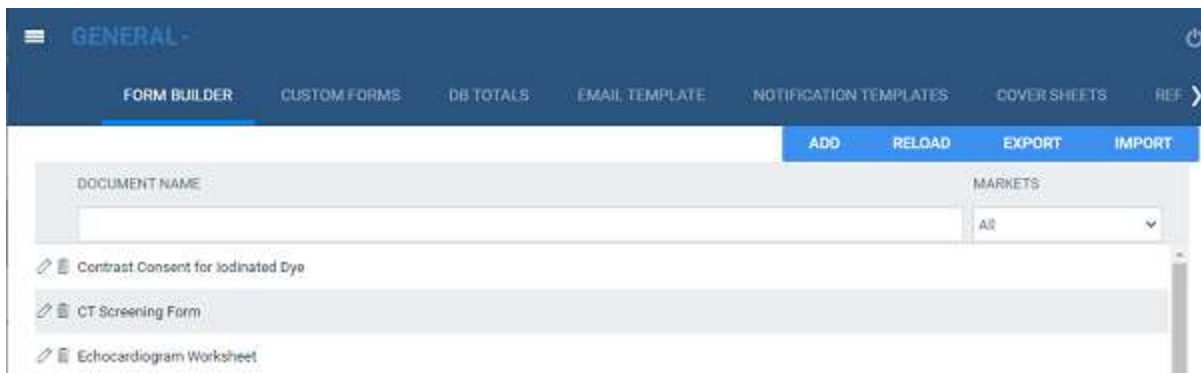 GENERAL-
FORM BUILDER CUSTOM FORMS DB TOTALS EMAIL TEMPLATE NOTIFICATION TEMPLATES COVER SHEETS REF
ADD RELOAD EXPORT IMPORT
DOCUMENT NAME MARKETS
All
Contrast Consent for Iodinated Dye
CT Screening Form
Echocardiogram Worksheet